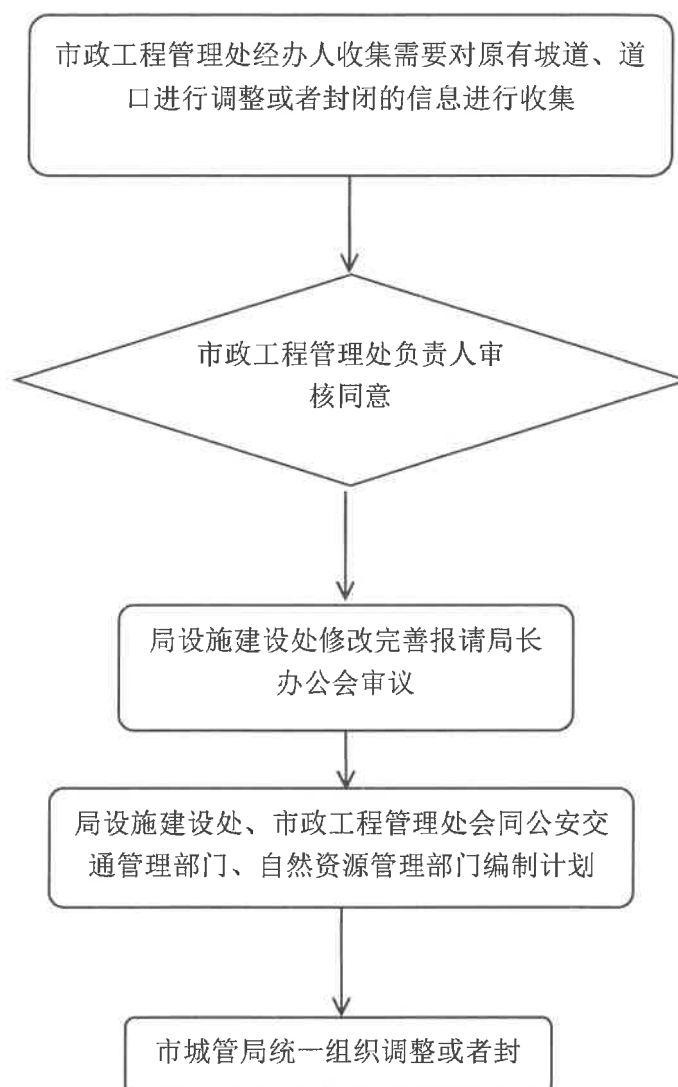 市政工程管理处经办人收集需要对原有坡道、道
口进行调整或者封闭的信息进行收集
市政工程管理处负责人审
核同意
局设施建设处修改完善报请局长
办公会审议
局设施建设处、市政工程管理处会同公安交
通管理部门、自然资源管理部门编制计划
市城管局统一组织调整或者封